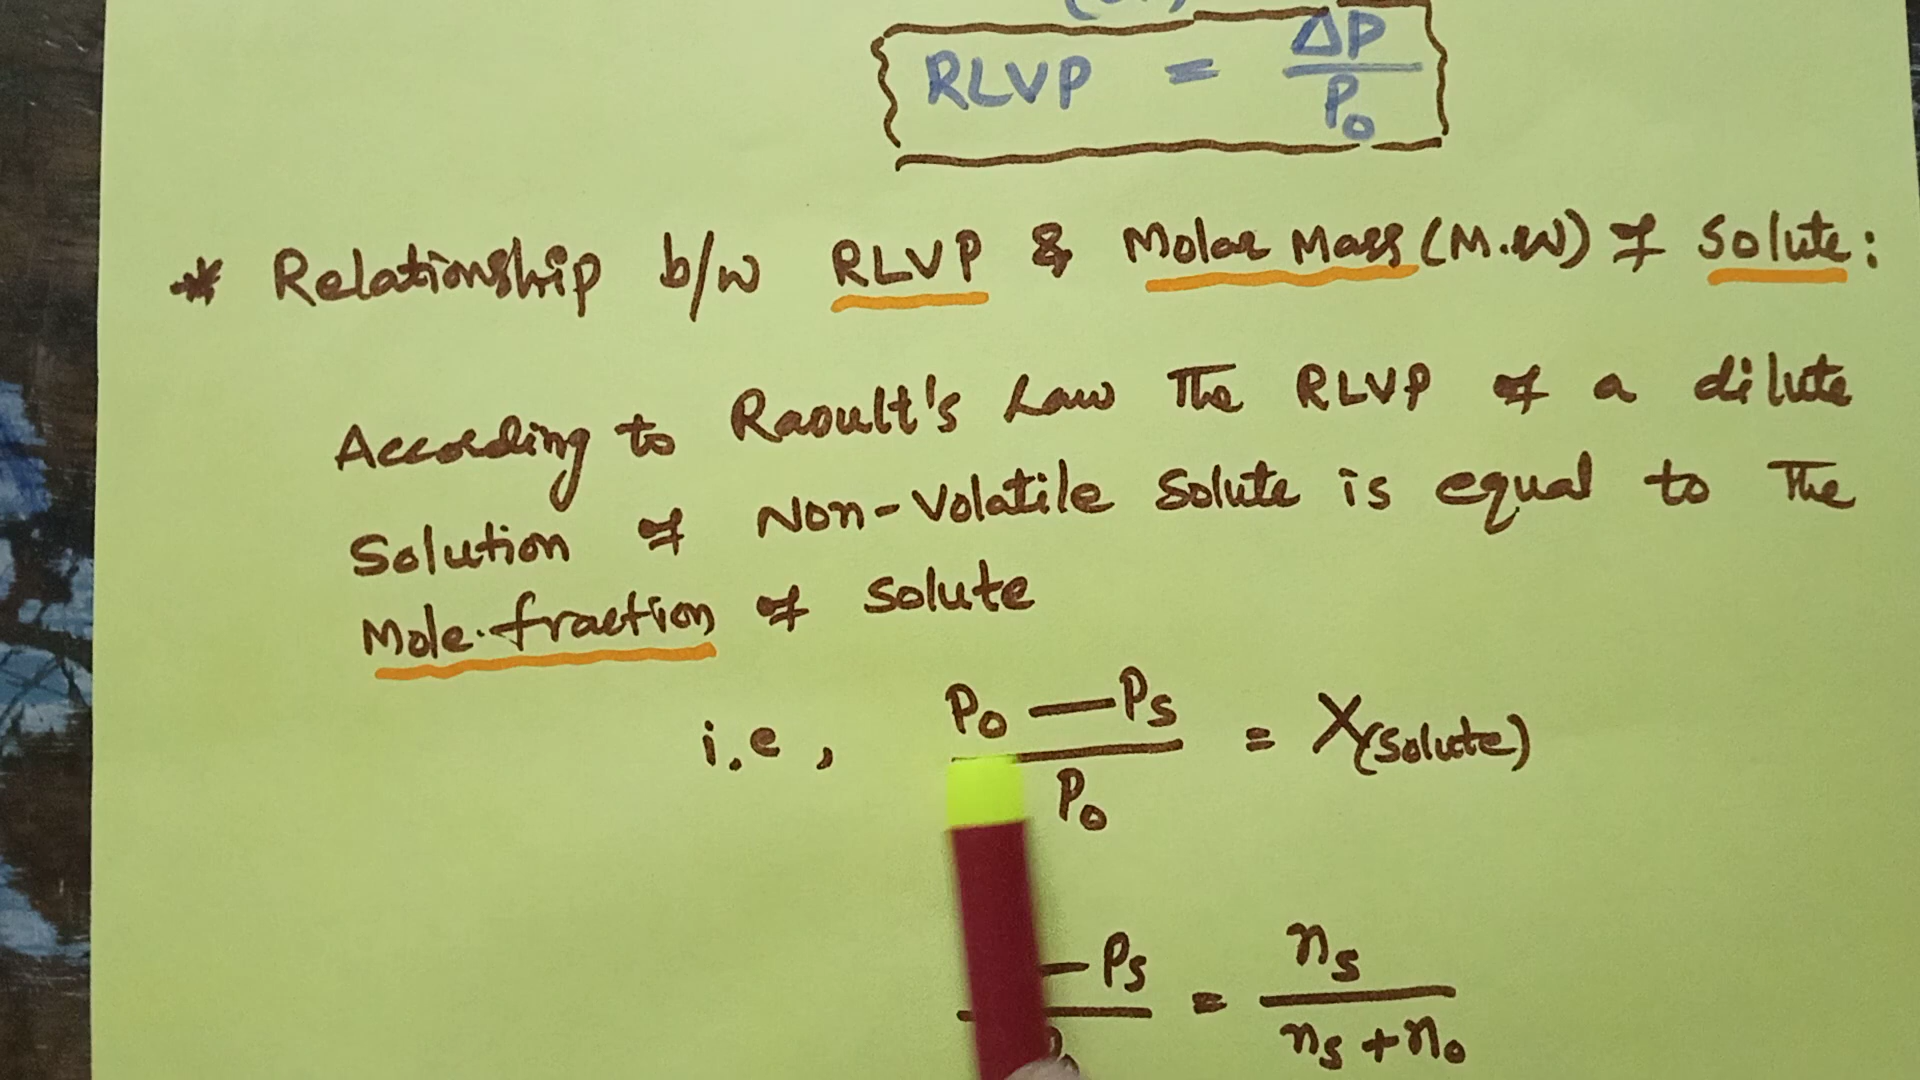 RLVP = ΔP / P₀
* Relationship b/w RLVP & Molar Mass (M.W) of Solute:
According to Raoult's Law The RLVP of a dilute
Solution of Non-Volatile Solute is equal to The
Mole.fraction of Solute
i.e, P₀ — Pₛ / P₀ = X(Solute)
— Pₛ = nₛ / nₛ + n₀